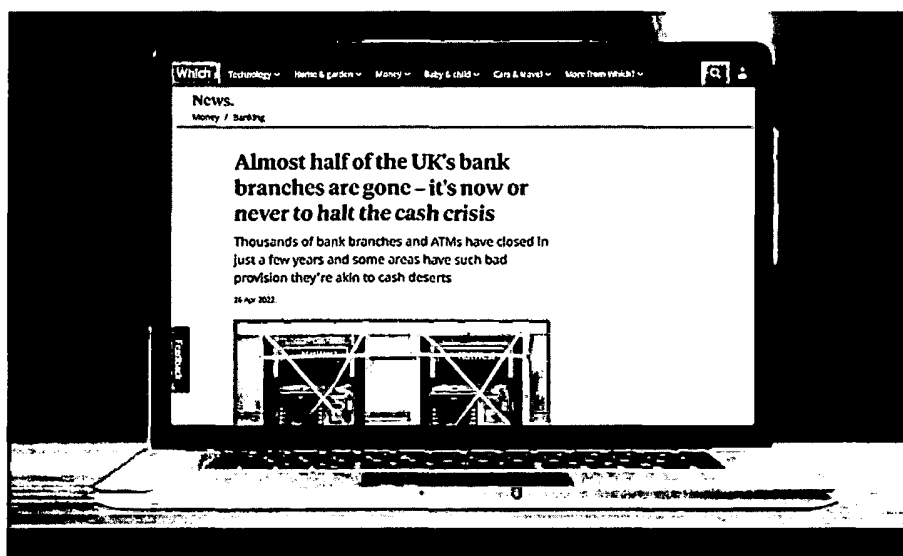 Which?
Technology Home & garden Money Baby & child Cars & travel More from Which?
News.
Money / Banking
Almost half of the UK's bank
branches are gone – it's now or
never to halt the cash crisis
Thousands of bank branches and ATMs have closed in
just a few years and some areas have such bad
provision they're akin to cash deserts
26 Apr 2022
Feedback